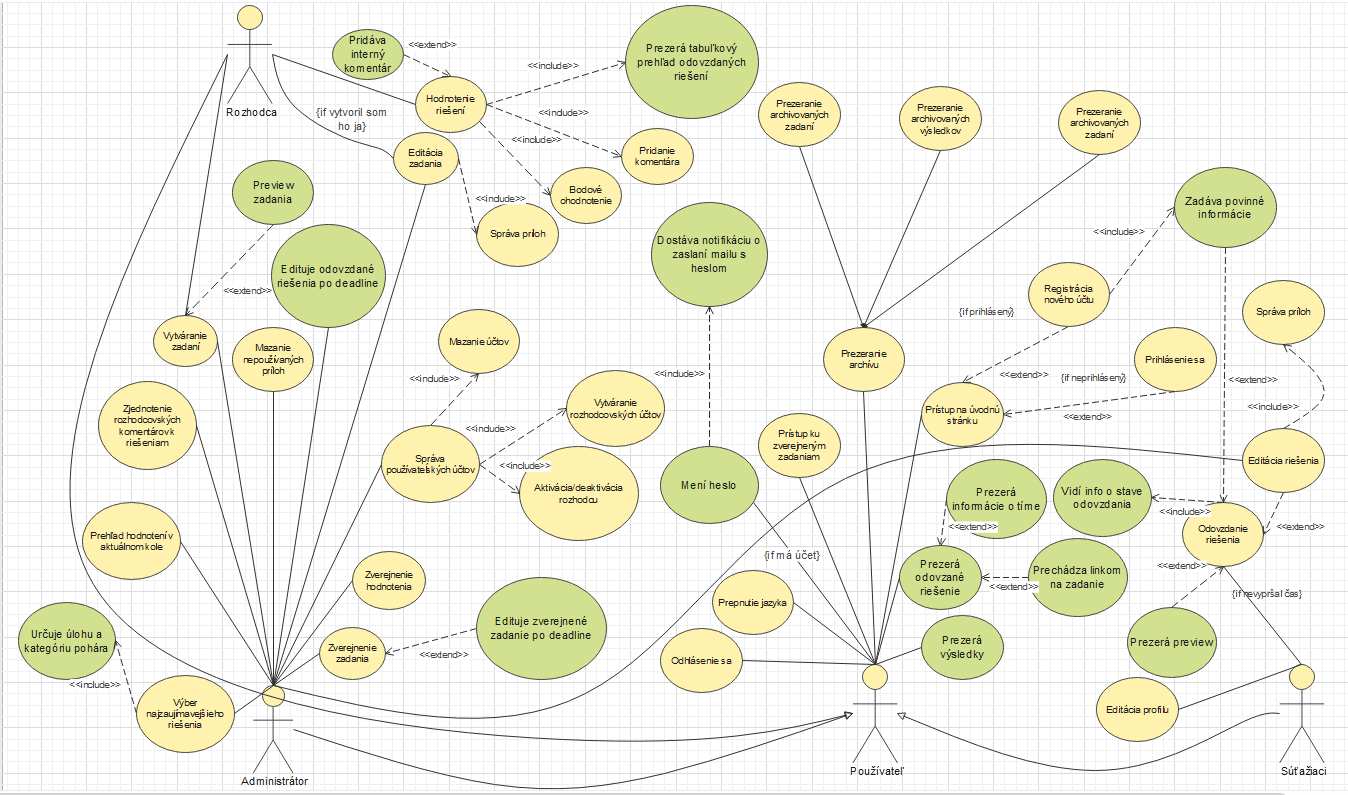 Rozhodca
Pridáva
interný
komentár
<<extend>>
Hodnotenie
riešení
{if vytvoril som
ho ja}
Editácia
zadania
<<include>>
Prezerá tabuľkový
prehľad odovzdaných
riešení
<<include>>
Pridanie
komentára
<<include>>
Bodové
ohodnotenie
<<include>>
Správa príloh
Prezeranie
archivovaných
zadaní
Prezeranie
archivovaných
výsledkov
Prezeranie
archivovaných
zadaní
Preview
zadania
<<extend>>
Edituje odovzdané
riešenia po deadline
Dostáva notifikáciu o
zaslaní mailu s
heslom
Zadáva povinné
informácie
<<include>>
Registrácia
nového účtu
{if prihlásený}
Správa príloh
Vytváranie
zadaní
Mazanie
nepoužívaných
príloh
Mazanie účtov
<<include>>
<<include>>
Prezeranie
archívu
Prihlásenie sa
<<extend>>
{if neprihlásený}
<<extend>>
<<extend>>
<<include>>
Zjednotenie
rozhodcovských
komentárov k
riešeniam
Vytváranie
rozhodcovských účtov
<<include>>
Prístup na úvodnú
stránku
Správa
používateľských účtov
<<include>>
Prístup ku
zverejneným
zadaniam
Editácia riešenia
Aktivácia/deaktivácia
rozhodcu
Mení heslo
Prezerá
informácie o tíme
<<extend>>
Vidí info o stave
odovzdania
<<include>>
Odovzdanie
riešenia
<<extend>>
Prehľad hodnotení v
aktuálnom kole
{if má účet}
Zverejnenie
hodnotenia
Prezerá
odovzané
riešenie
Prechádza linkom
na zadanie
<<extend>>
<<extend>>
{if nevypršal čas}
Prepnutie jazyka
Určuje úlohu a
kategóriu pohára
<<include>>
Zverejnenie
zadania
<<extend>>
Edituje zverejnené
zadanie po deadline
Odhlásenie sa
Prezerá
výsledky
Prezerá preview
Výber
najzaujímavejšieho
riešenia
Editácia profilu
Administrátor
Používateľ
Súťažiaci